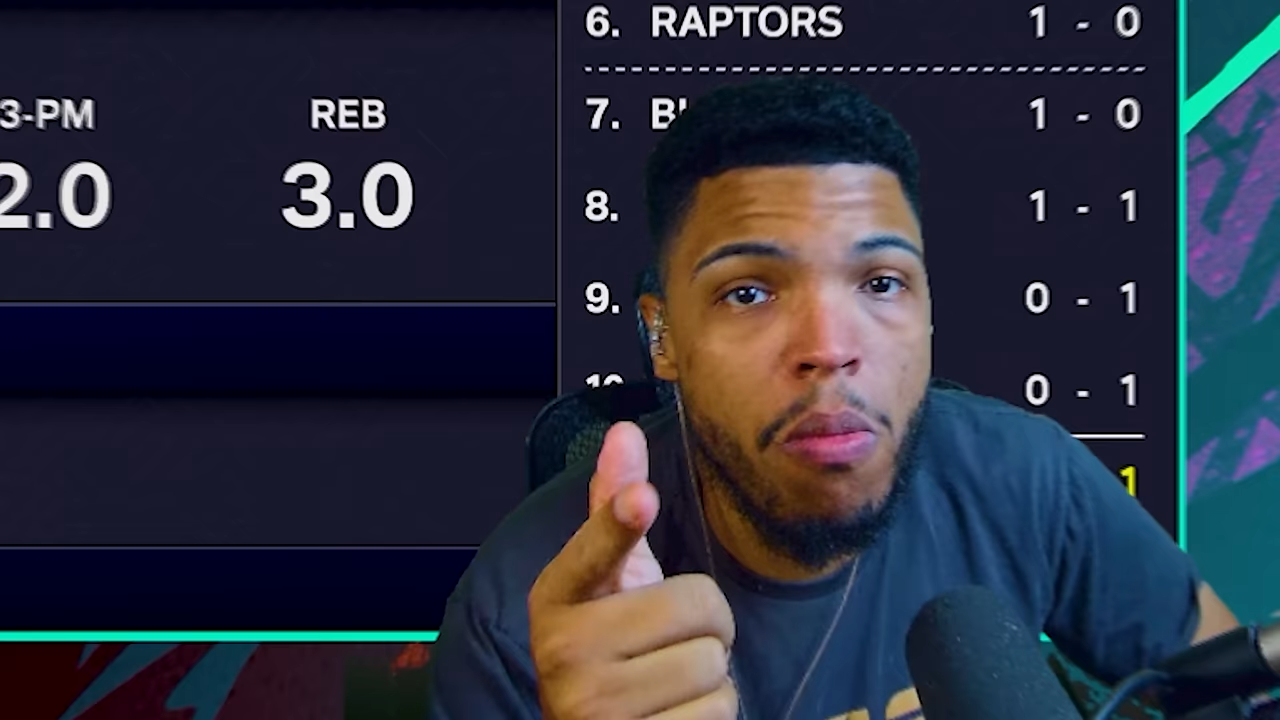 6. RAPTORS 1 - 0
3-PM REB
7. 1 - 0
2.0 3.0
8. 1 - 1
9. 0 - 1
0 - 1
1